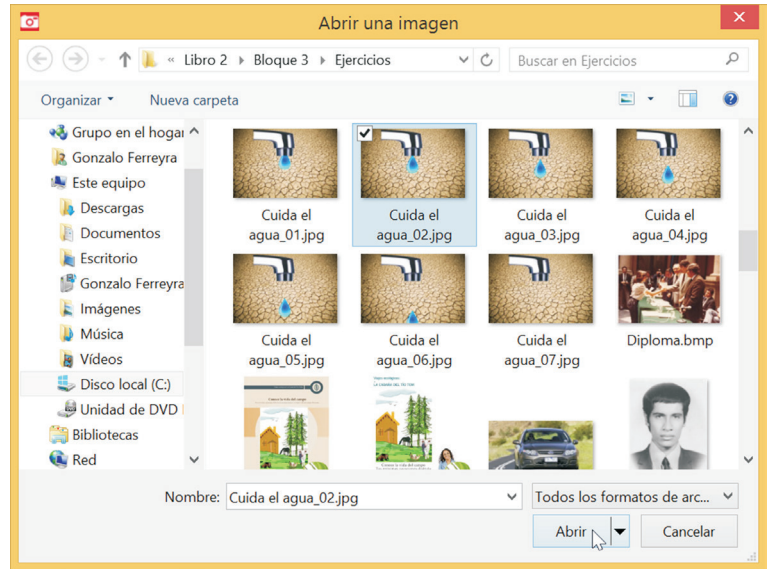 Abrir una imagen
« Libro 2 Bloque 3 Ejercicios
Buscar en Ejercicios
Organizar Nueva carpeta
Grupo en el hogar
Gonzalo Ferreyra
Este equipo
Descargas
Documentos
Escritorio
Gonzalo Ferreyra
Imágenes
Música
Vídeos
Disco local (C:)
Unidad de DVD
Bibliotecas
Red
Cuida el
agua_01.jpg
Cuida el
agua_02.jpg
Cuida el
agua_03.jpg
Cuida el
agua_04.jpg
Cuida el
agua_05.jpg
Cuida el
agua_06.jpg
Cuida el
agua_07.jpg
Diploma.bmp
Nombre: Cuida el agua_02.jpg
Todos los formatos de arc...
Abrir Cancelar